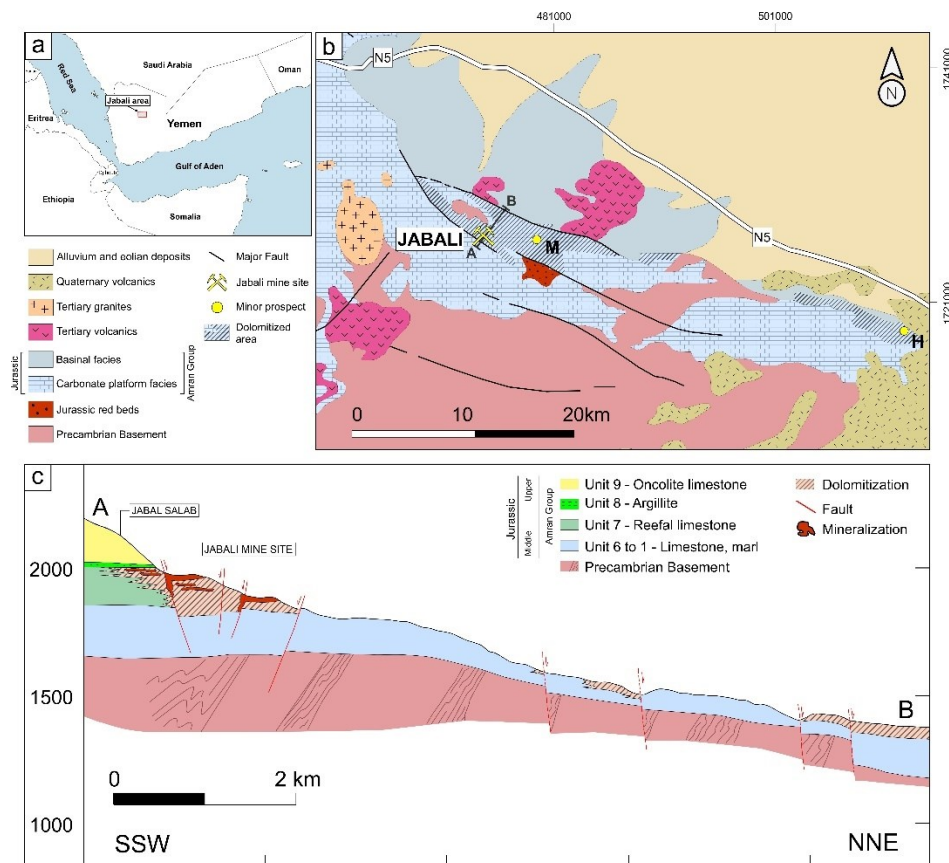 a
Saudi Arabia
Oman
Red Sea
Jabali area
Yemen
Eritrea
Gulf of Aden
Ethiopia
Somalia
Alluvium and eolian deposits
Quaternary volcanics
Tertiary granites
Tertiary volcanics
Basinal facies
Carbonate platform facies
Jurassic
Amran Group
Jurassic red beds
Precambrian Basement
Major Fault
Jabali mine site
Minor prospect
Dolomitized
area
481000
501000
b
N5
N
1741000
B
JABALI
M
A
N5
1721000
H
0 10 20km
c
A
JABAL SALAB
JABALI MINE SITE
Jurassic
Middle Upper
Amran Group
Unit 9 - Oncolite limestone
Unit 8 - Argillite
Unit 7 - Reefal limestone
Unit 6 to 1 - Limestone, marl
Precambrian Basement
Dolomitization
Fault
Mineralization
2000
1500
B
0 2 km
1000
SSW
NNE